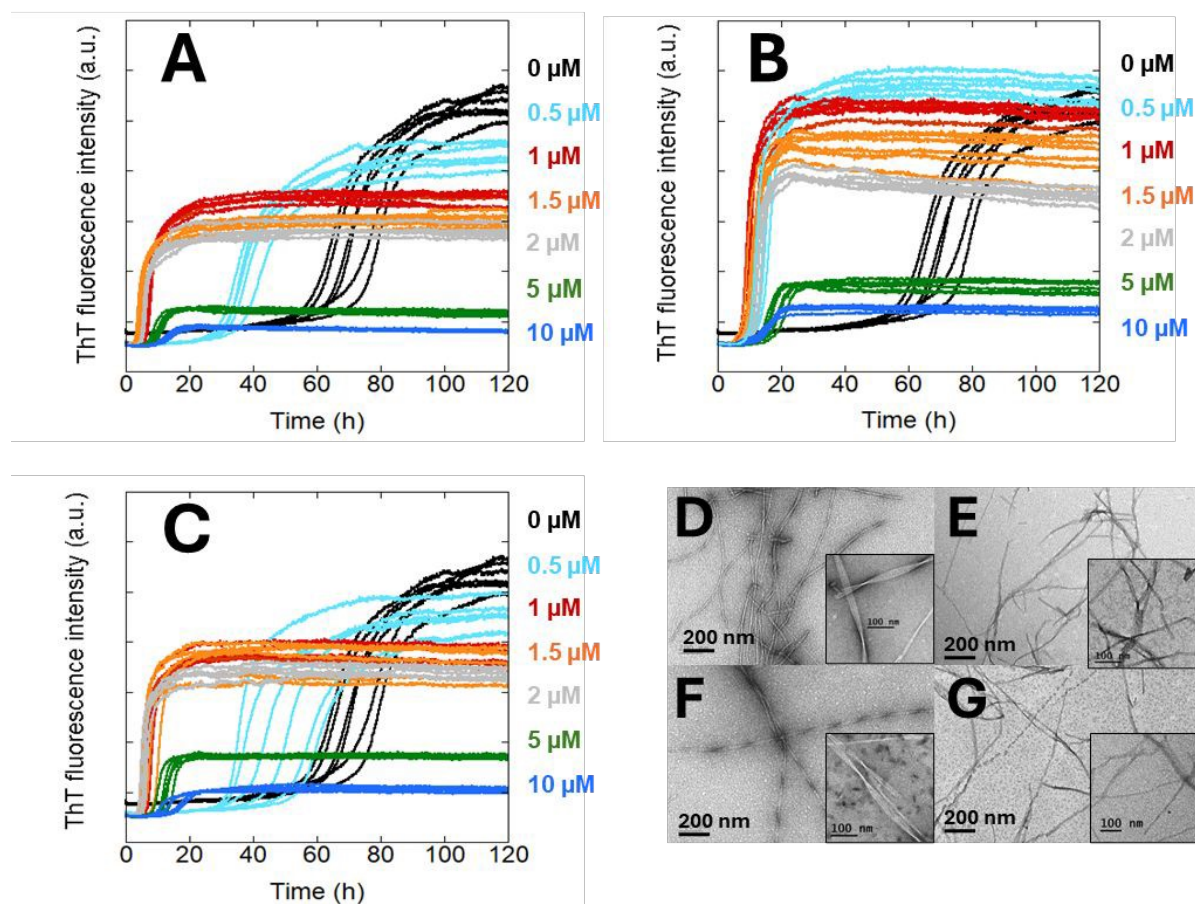 A
ThT fluorescence intensity (a.u.)
0 µM
0.5 µM
1 µM
1.5 µM
2 µM
5 µM
10 µM
0 20 40 60 80 100 120
Time (h)
B
ThT fluorescence intensity (a.u.)
0 µM
0.5 µM
1 µM
1.5 µM
2 µM
5 µM
10 µM
0 20 40 60 80 100 120
Time (h)
C
ThT fluorescence intensity (a.u.)
0 µM
0.5 µM
1 µM
1.5 µM
2 µM
5 µM
10 µM
0 20 40 60 80 100 120
Time (h)
D
200 nm
100 nm
E
200 nm
100 nm
F
200 nm
100 nm
G
200 nm
100 nm